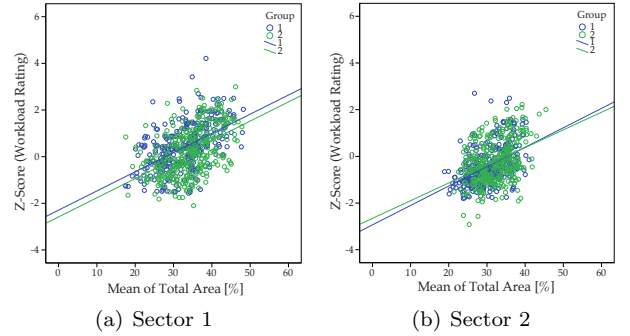 Group
1
2
1
2
6
4
2
0
-2
-4
Z-Score (Workload Rating)
0 10 20 30 40 50 60
Mean of Total Area [%]
(a) Sector 1
Group
1
2
1
2
6
4
2
0
-2
-4
Z-Score (Workload Rating)
0 10 20 30 40 50 60
Mean of Total Area [%]
(b) Sector 2